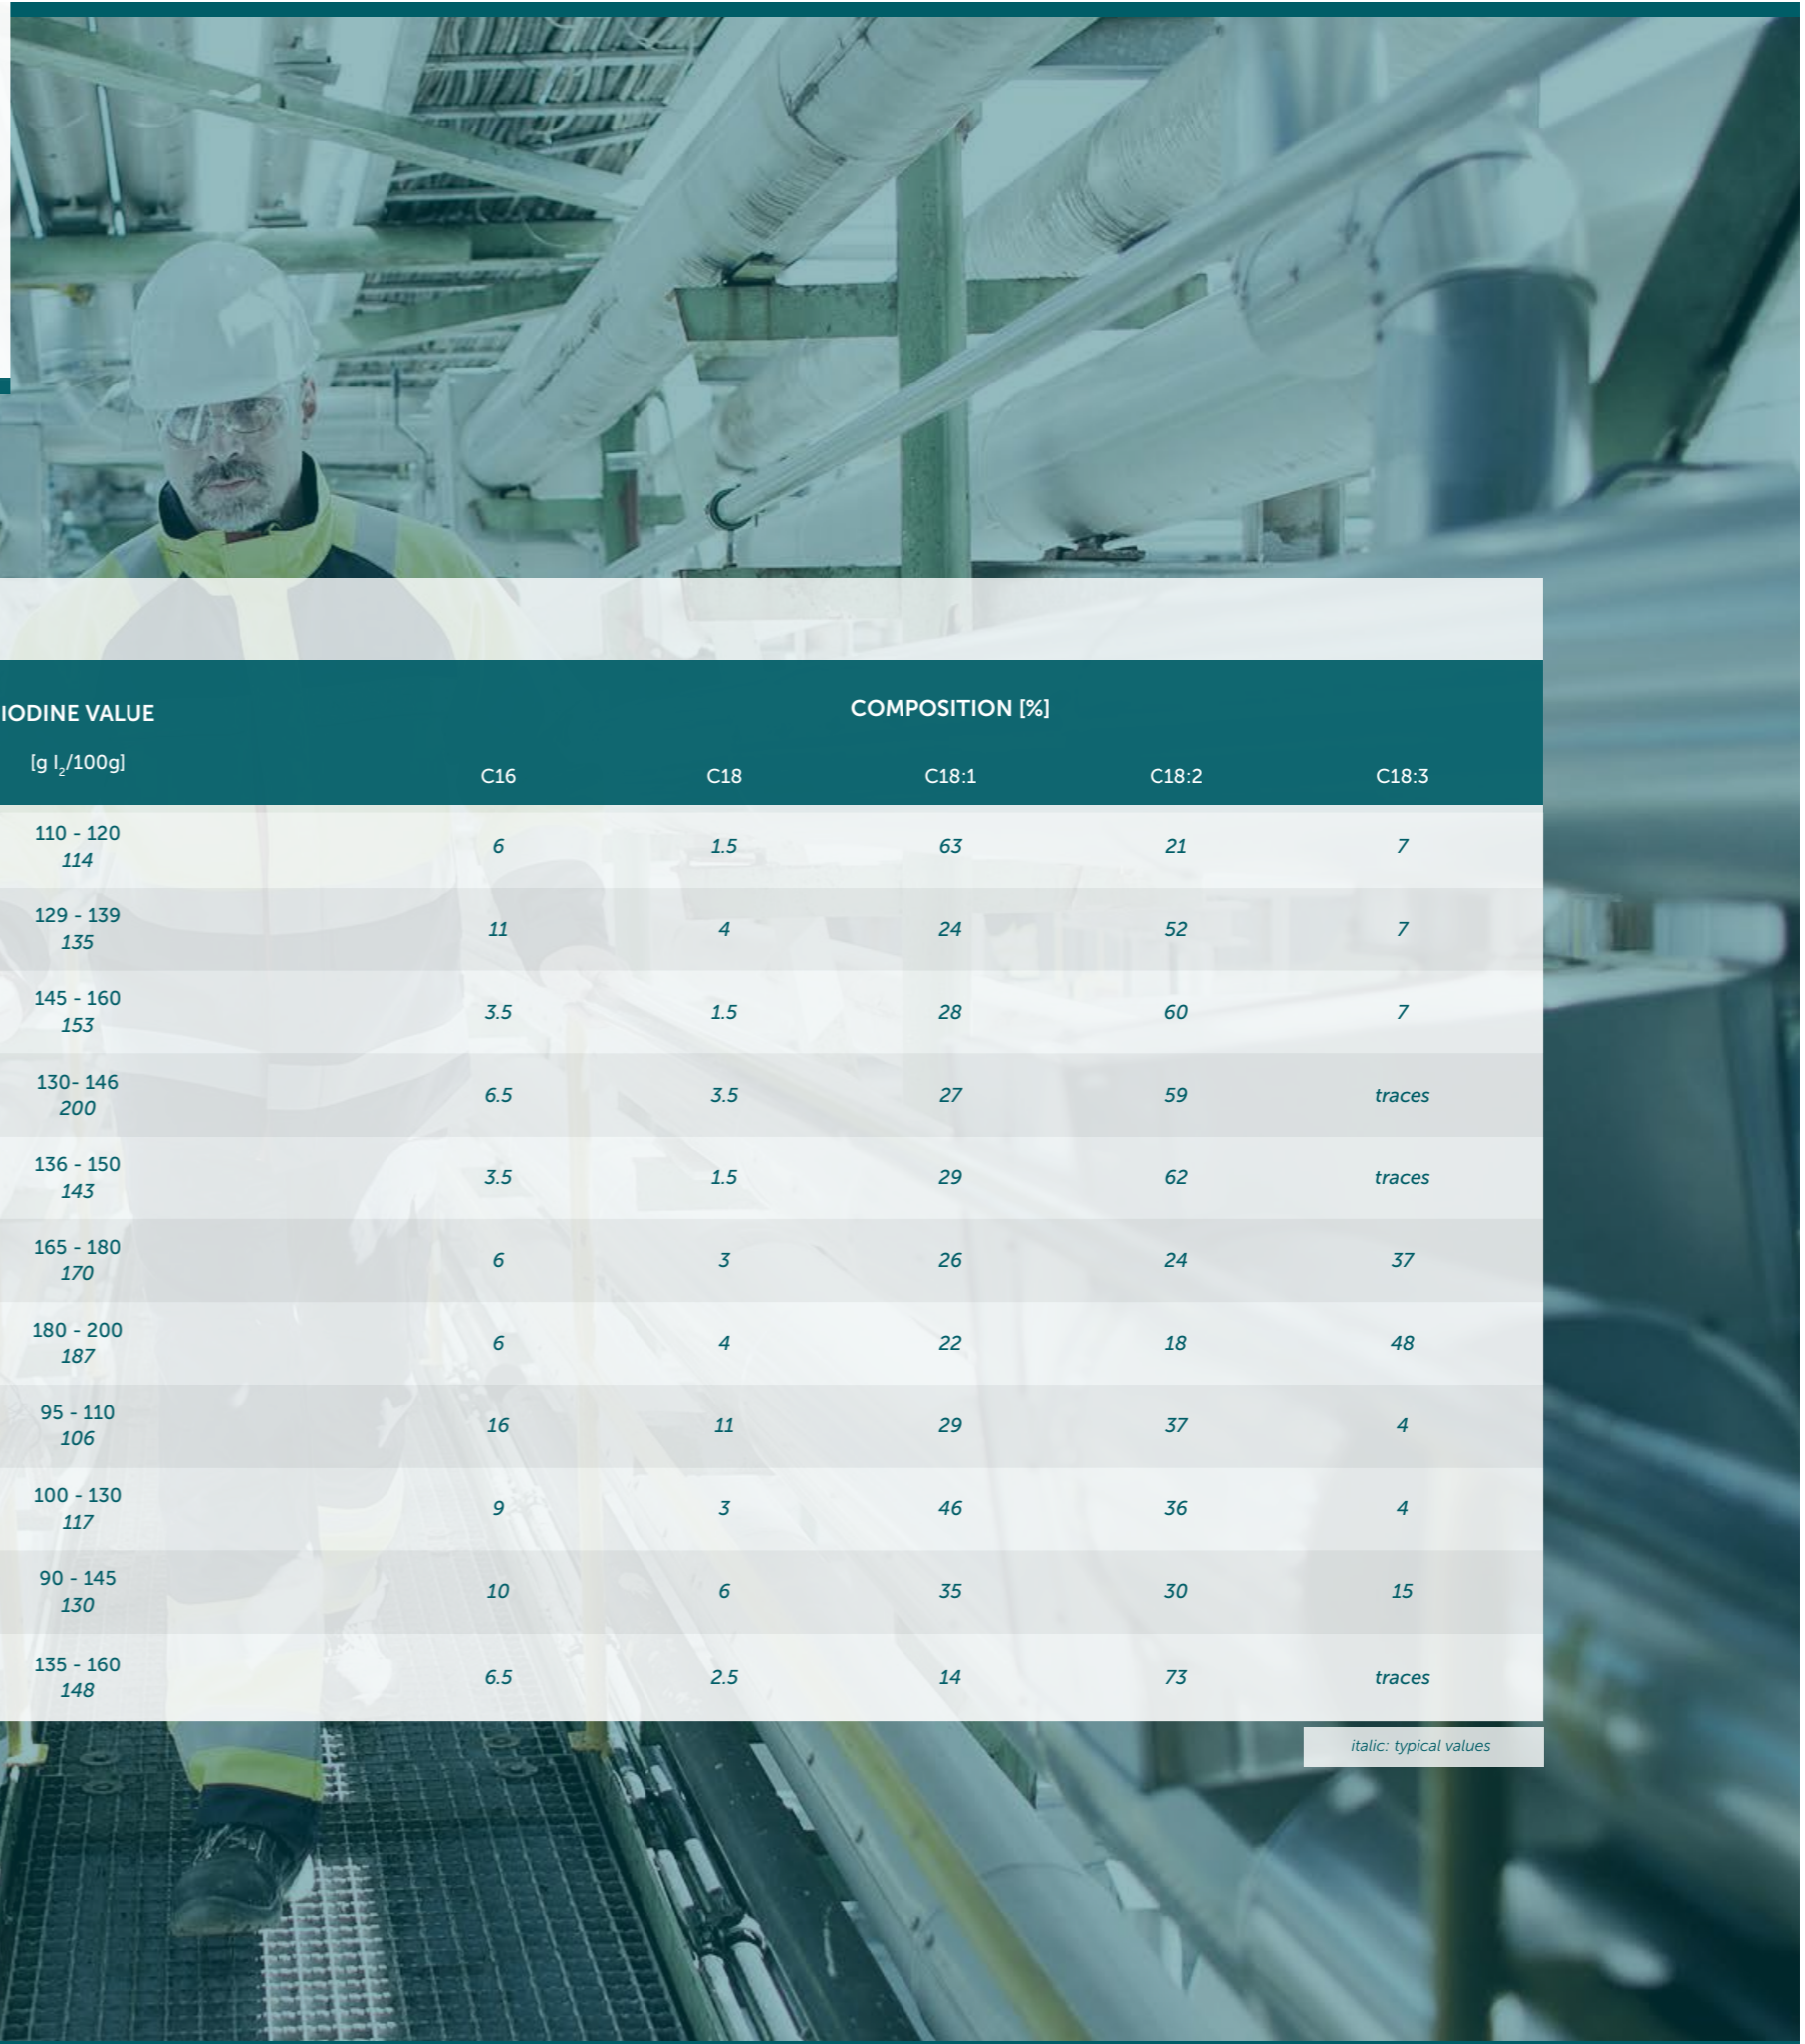 IODINE VALUE
COMPOSITION [%]
[g I₂/100g]
C16 C18 C18:1 C18:2 C18:3
110 - 120
114
6 1.5 63 21 7
129 - 139
135
11 4 24 52 7
145 - 160
153
3.5 1.5 28 60 7
130- 146
200
6.5 3.5 27 59 traces
136 - 150
143
3.5 1.5 29 62 traces
165 - 180
170
6 3 26 24 37
180 - 200
187
6 4 22 18 48
95 - 110
106
16 11 29 37 4
100 - 130
117
9 3 46 36 4
90 - 145
130
10 6 35 30 15
135 - 160
148
6.5 2.5 14 73 traces
italic: typical values